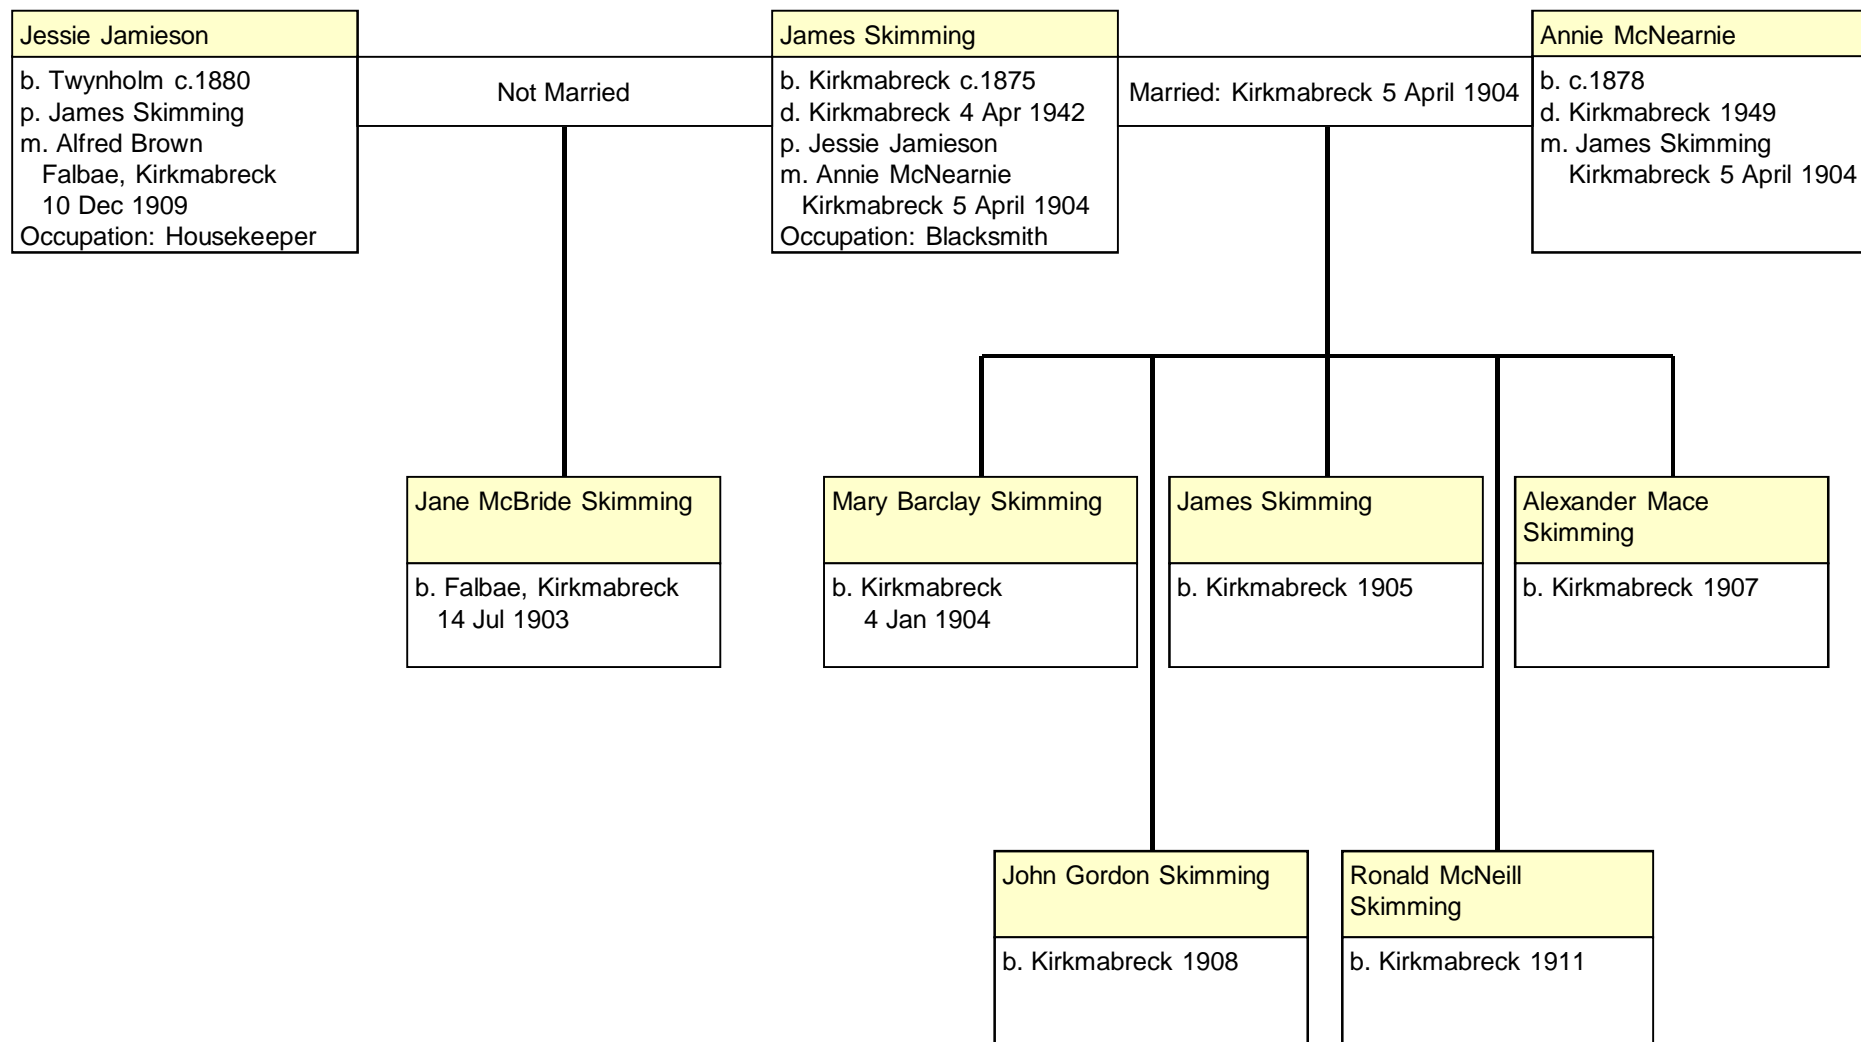 Jessie Jamieson
b. Twynholm c.1880
p. James Skimming
m. Alfred Brown
Falbae, Kirkmabreck
10 Dec 1909
Occupation: Housekeeper
Not Married
James Skimming
b. Kirkmabreck c.1875
d. Kirkmabreck 4 Apr 1942
p. Jessie Jamieson
m. Annie McNearnie
Kirkmabreck 5 April 1904
Occupation: Blacksmith
Married: Kirkmabreck 5 April 1904
Annie McNearnie
b. c.1878
d. Kirkmabreck 1949
m. James Skimming
Kirkmabreck 5 April 1904
Jane McBride Skimming
b. Falbae, Kirkmabreck
14 Jul 1903
Mary Barclay Skimming
b. Kirkmabreck
4 Jan 1904
James Skimming
b. Kirkmabreck 1905
Alexander Mace
Skimming
b. Kirkmabreck 1907
John Gordon Skimming
b. Kirkmabreck 1908
Ronald McNeill
Skimming
b. Kirkmabreck 1911